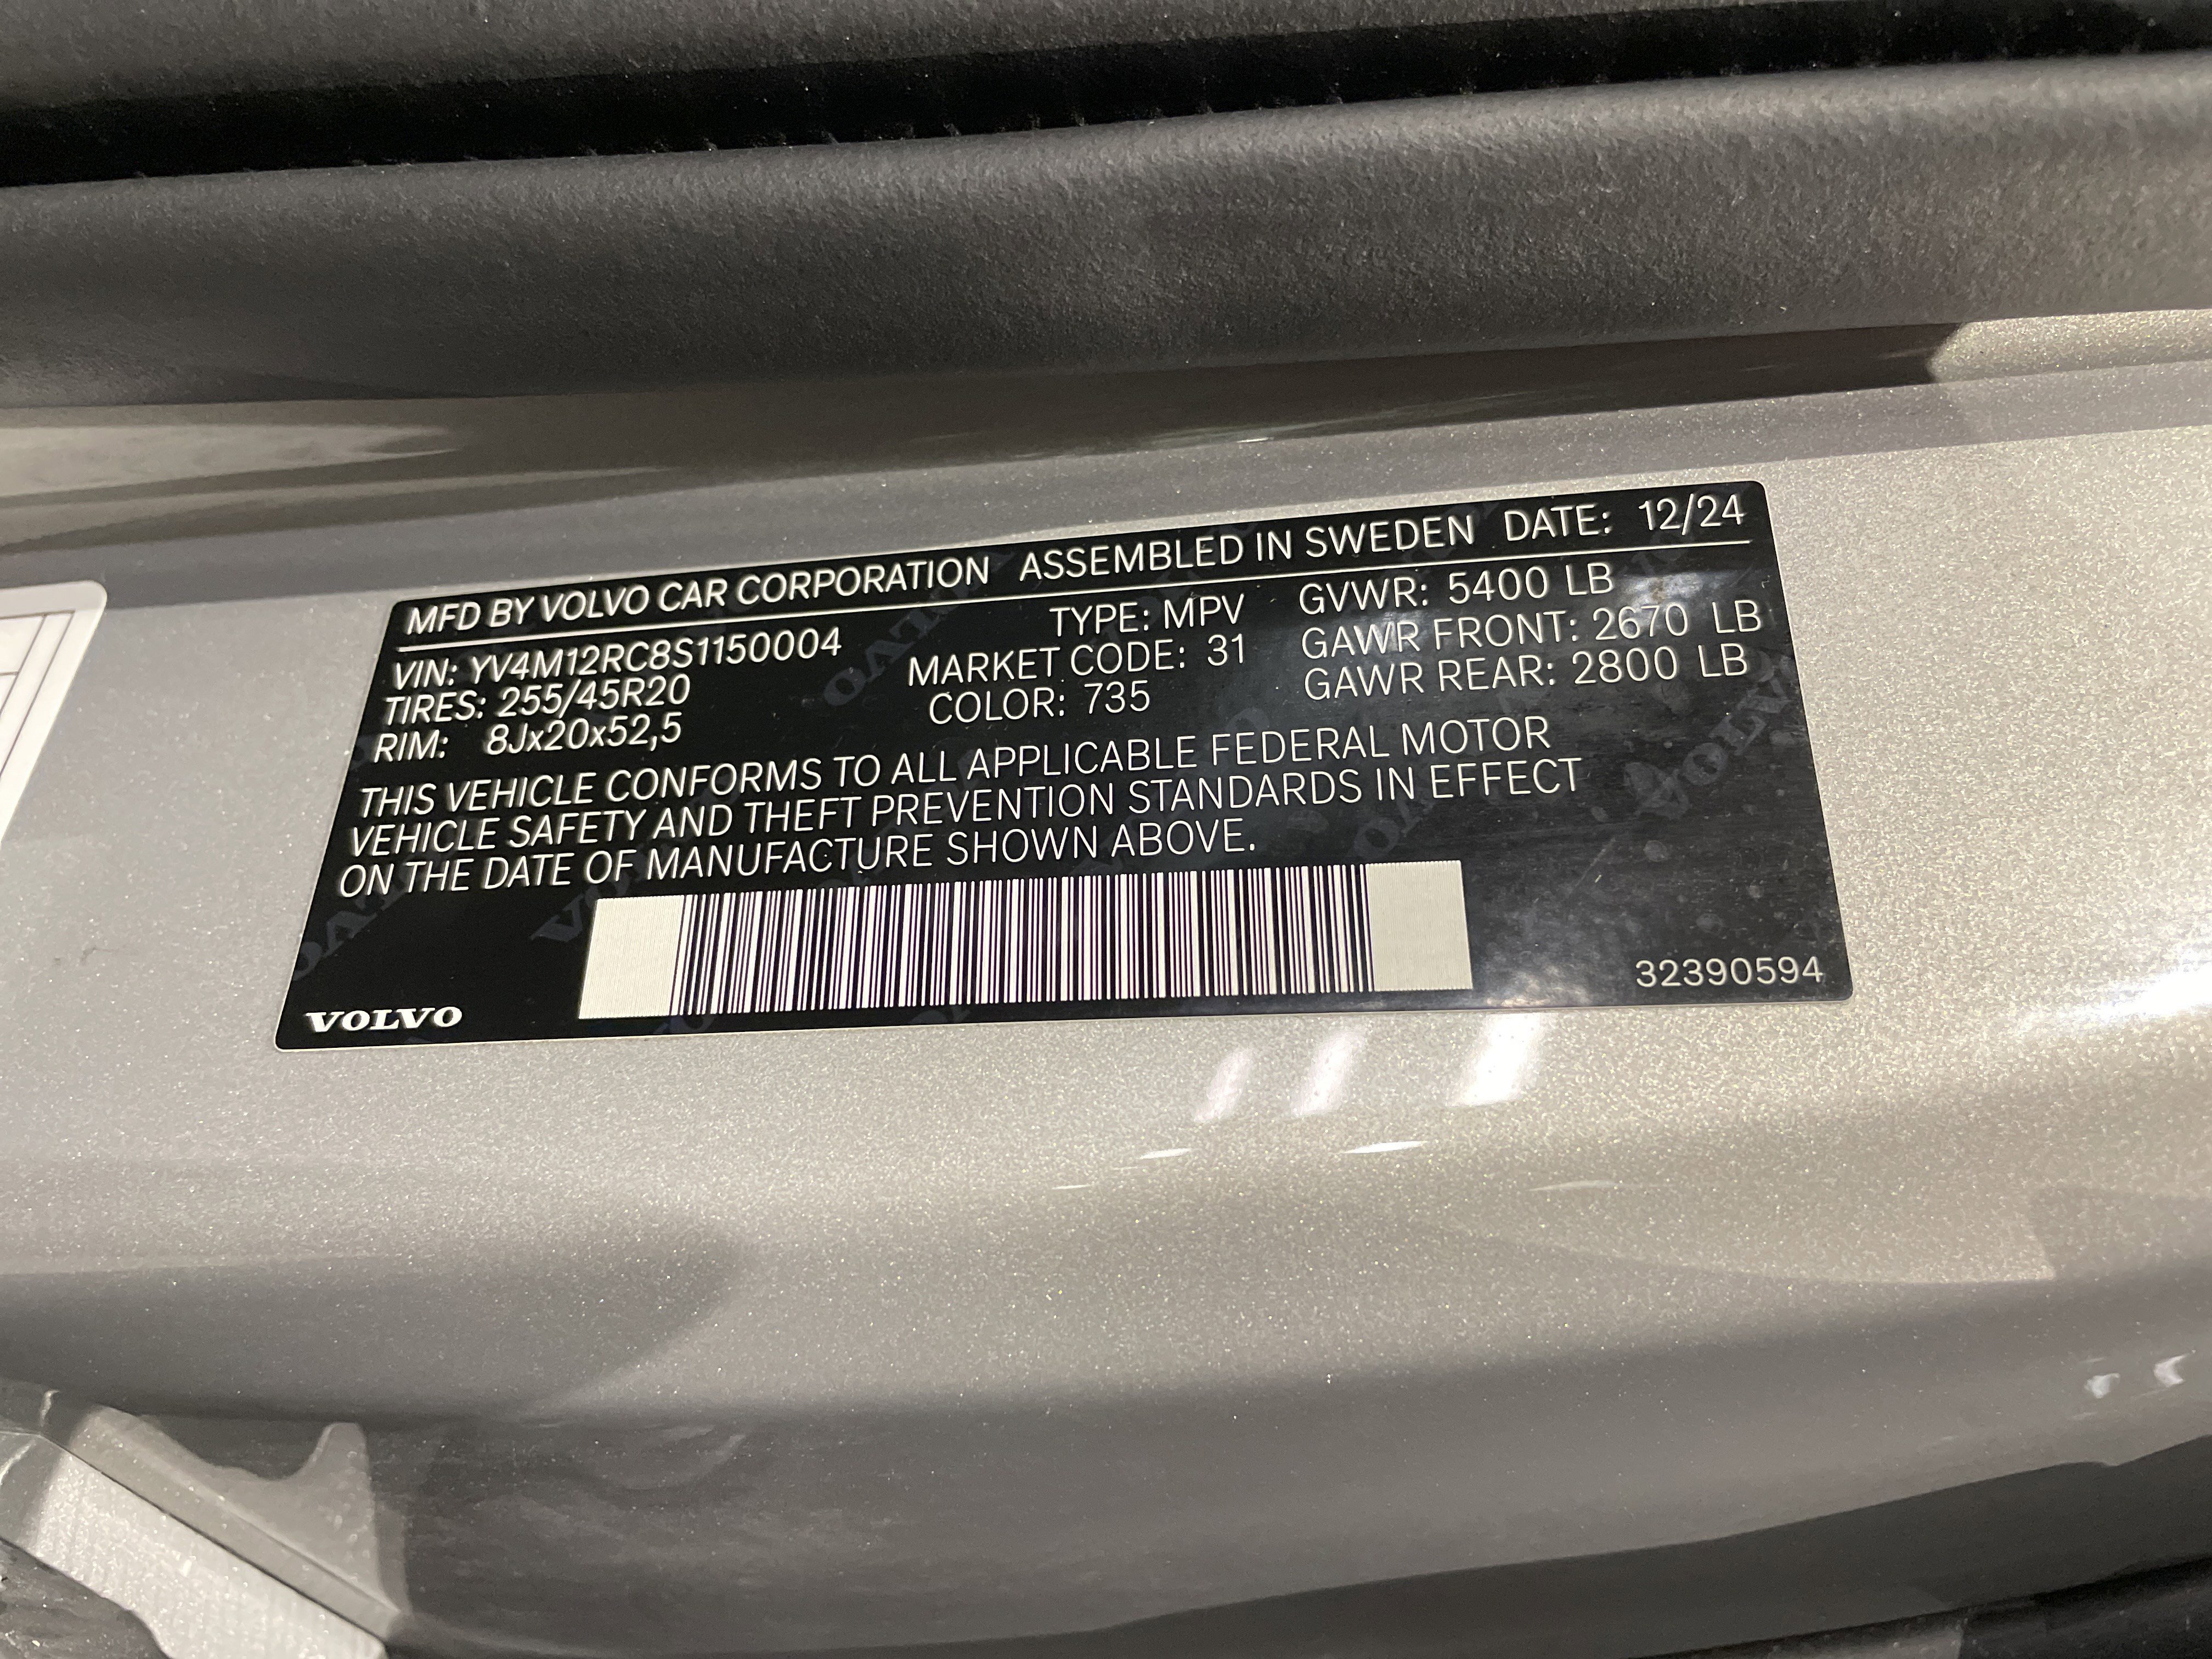 MFD BY VOLVO CAR CORPORATION ASSEMBLED IN SWEDEN DATE: 12/24
VIN: YV4M12RC8S1150004 TYPE: MPV GVWR: 5400 LB
TIRES: 255/45R20 MARKET CODE: 31 GAWR FRONT: 2670 LB
RIM: 8Jx20x52,5 COLOR: 735 GAWR REAR: 2800 LB
THIS VEHICLE CONFORMS TO ALL APPLICABLE FEDERAL MOTOR
VEHICLE SAFETY AND THEFT PREVENTION STANDARDS IN EFFECT
ON THE DATE OF MANUFACTURE SHOWN ABOVE.
VOLVO 32390594